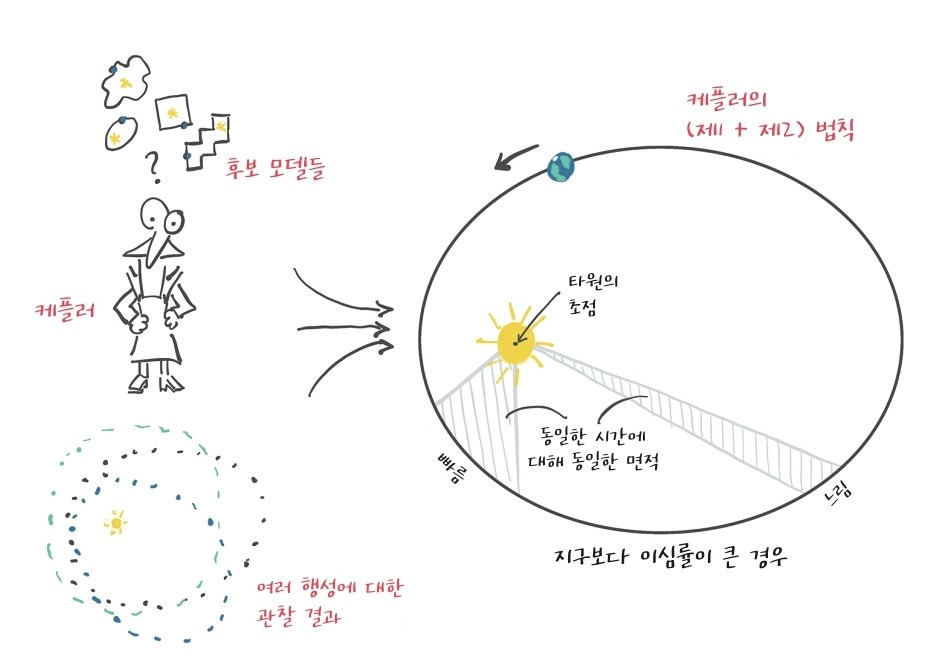 ?
후보 모델들
케플러
여러 행성에 대한
관찰 결과
케플러의
(제1 + 제2) 법칙
타원의
초점
동일한 시간에
대해 동일한 면적
빠름
느림
지구보다 이심률이 큰 경우